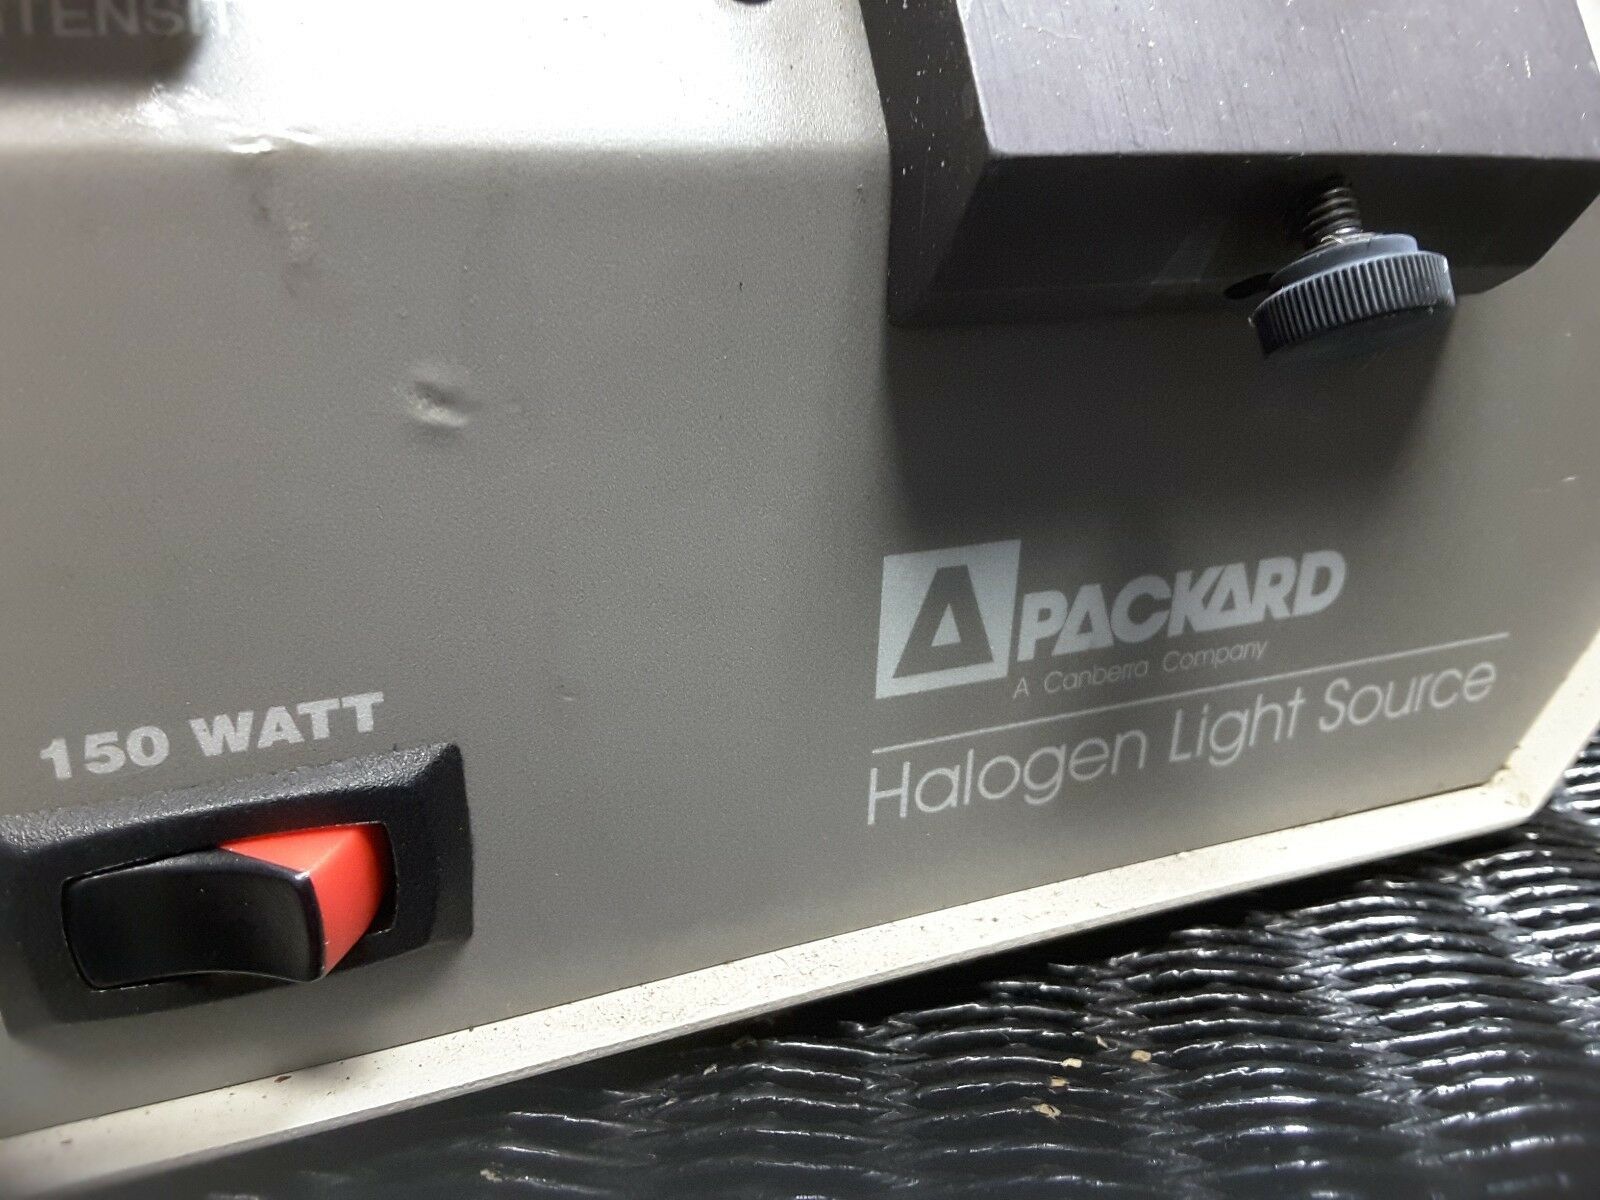 PACKARD
A Canberra Company
Halogen Light Source
150 WATT